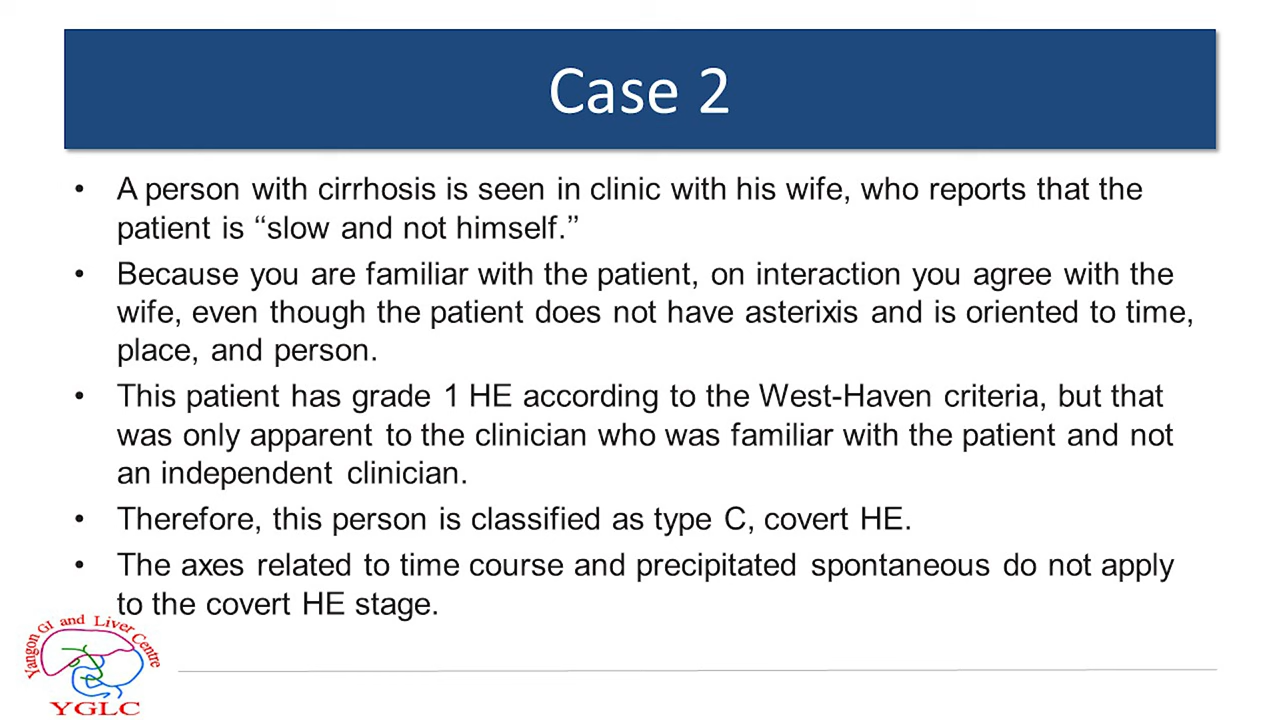 Case 2
• A person with cirrhosis is seen in clinic with his wife, who reports that the
patient is “slow and not himself.”
• Because you are familiar with the patient, on interaction you agree with the
wife, even though the patient does not have asterixis and is oriented to time,
place, and person.
• This patient has grade 1 HE according to the West-Haven criteria, but that
was only apparent to the clinician who was familiar with the patient and not
an independent clinician.
• Therefore, this person is classified as type C, covert HE.
• The axes related to time course and precipitated spontaneous do not apply
to the covert HE stage.
Yangon GI and Liver Centre
YGLC